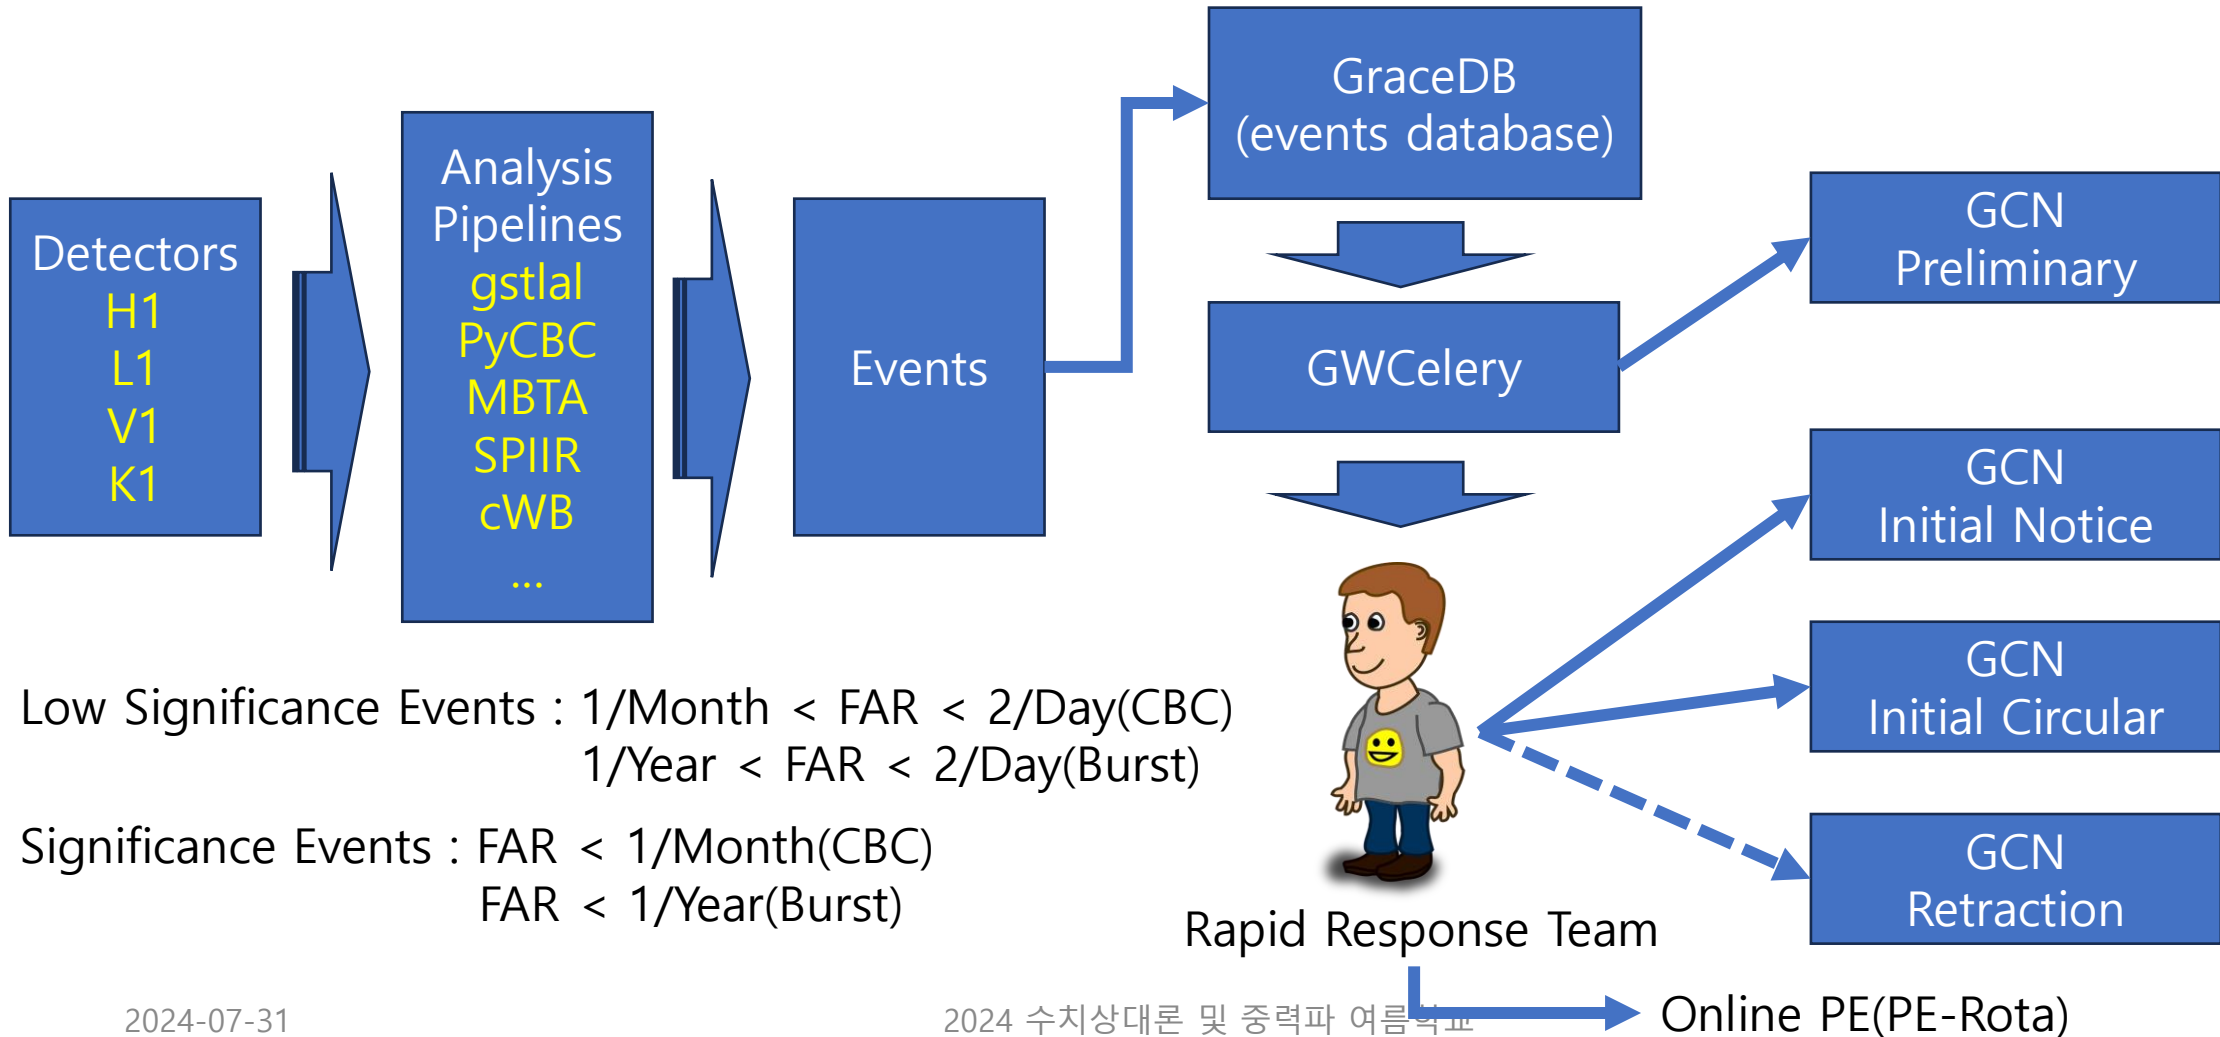 Detectors
H1
L1
V1
K1
Analysis
Pipelines
gstlal
PyCBC
MBTA
SPIIR
cWB
...
Events
GraceDB
(events database)
GWCelery
GCN
Preliminary
GCN
Initial Notice
GCN
Initial Circular
GCN
Retraction
Low Significance Events : 1/Month < FAR < 2/Day(CBC)
1/Year < FAR < 2/Day(Burst)
Significance Events : FAR < 1/Month(CBC)
FAR < 1/Year(Burst)
Rapid Response Team
Online PE(PE-Rota)
2024-07-31
2024 수치상대론 및 중력파 여름학교